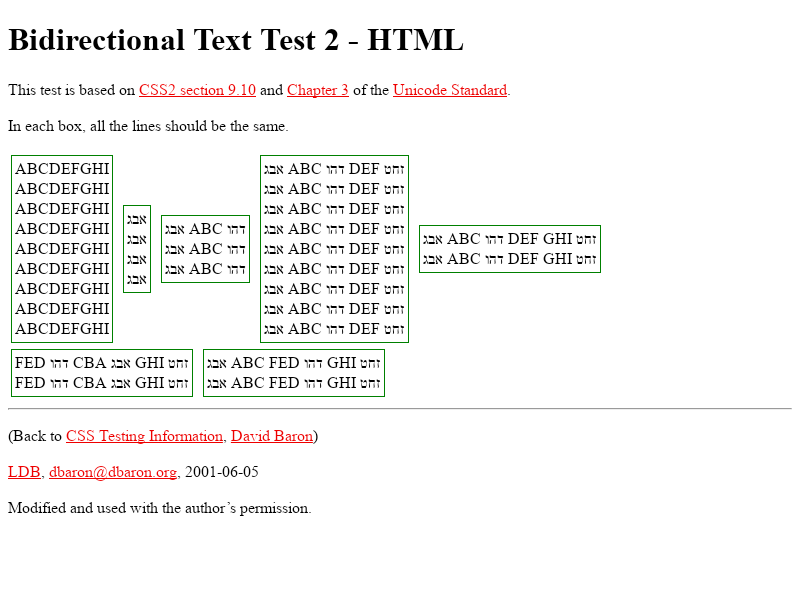 Bidirectional Text Test 2 - HTML
This test is based on CSS2 section 9.10 and Chapter 3 of the Unicode Standard.
In each box, all the lines should be the same.
ABCDEFGHI
ABCDEFGHI
ABCDEFGHI
ABCDEFGHI
ABCDEFGHI
ABCDEFGHI
ABCDEFGHI
ABCDEFGHI
ABCDEFGHI
אבג
אבג
אבג
אבג
אבג ABC דהו
אבג ABC דהו
אבג ABC דהו
אבג ABC דהו DEF זחט
אבג ABC דהו DEF זחט
אבג ABC דהו DEF זחט
אבג ABC דהו DEF זחט
אבג ABC דהו DEF זחט
אבג ABC דהו DEF זחט
אבג ABC דהו DEF זחט
אבג ABC דהו DEF זחט
אבג ABC דהו DEF זחט
אבג ABC דהו DEF GHI זחט
אבג ABC דהו DEF GHI זחט
FED דהו CBA אבג GHI זחט
FED דהו CBA אבג GHI זחט
אבג ABC FED דהו GHI זחט
אבג ABC FED דהו GHI זחט
(Back to CSS Testing Information, David Baron)
LDB, dbaron@dbaron.org, 2001-06-05
Modified and used with the author’s permission.